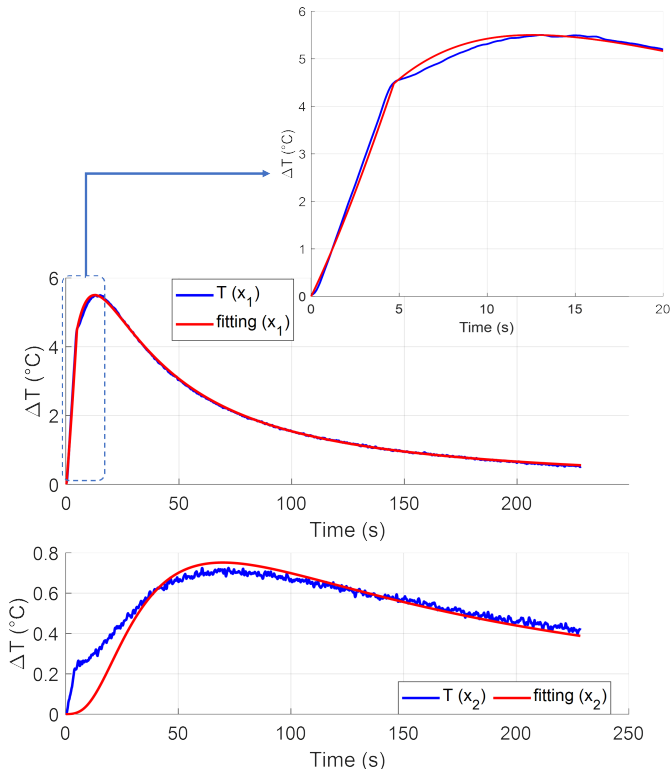 6
5
4
3
2
1
0
ΔT (°C)
0 5 10 15 20
Time (s)
6
4
2
0
ΔT (°C)
T (x1)
fitting (x1)
0 50 100 150 200
Time (s)
0.8
0.6
0.4
0.2
0
ΔT (°C)
T (x2) fitting (x2)
0 50 100 150 200 250
Time (s)